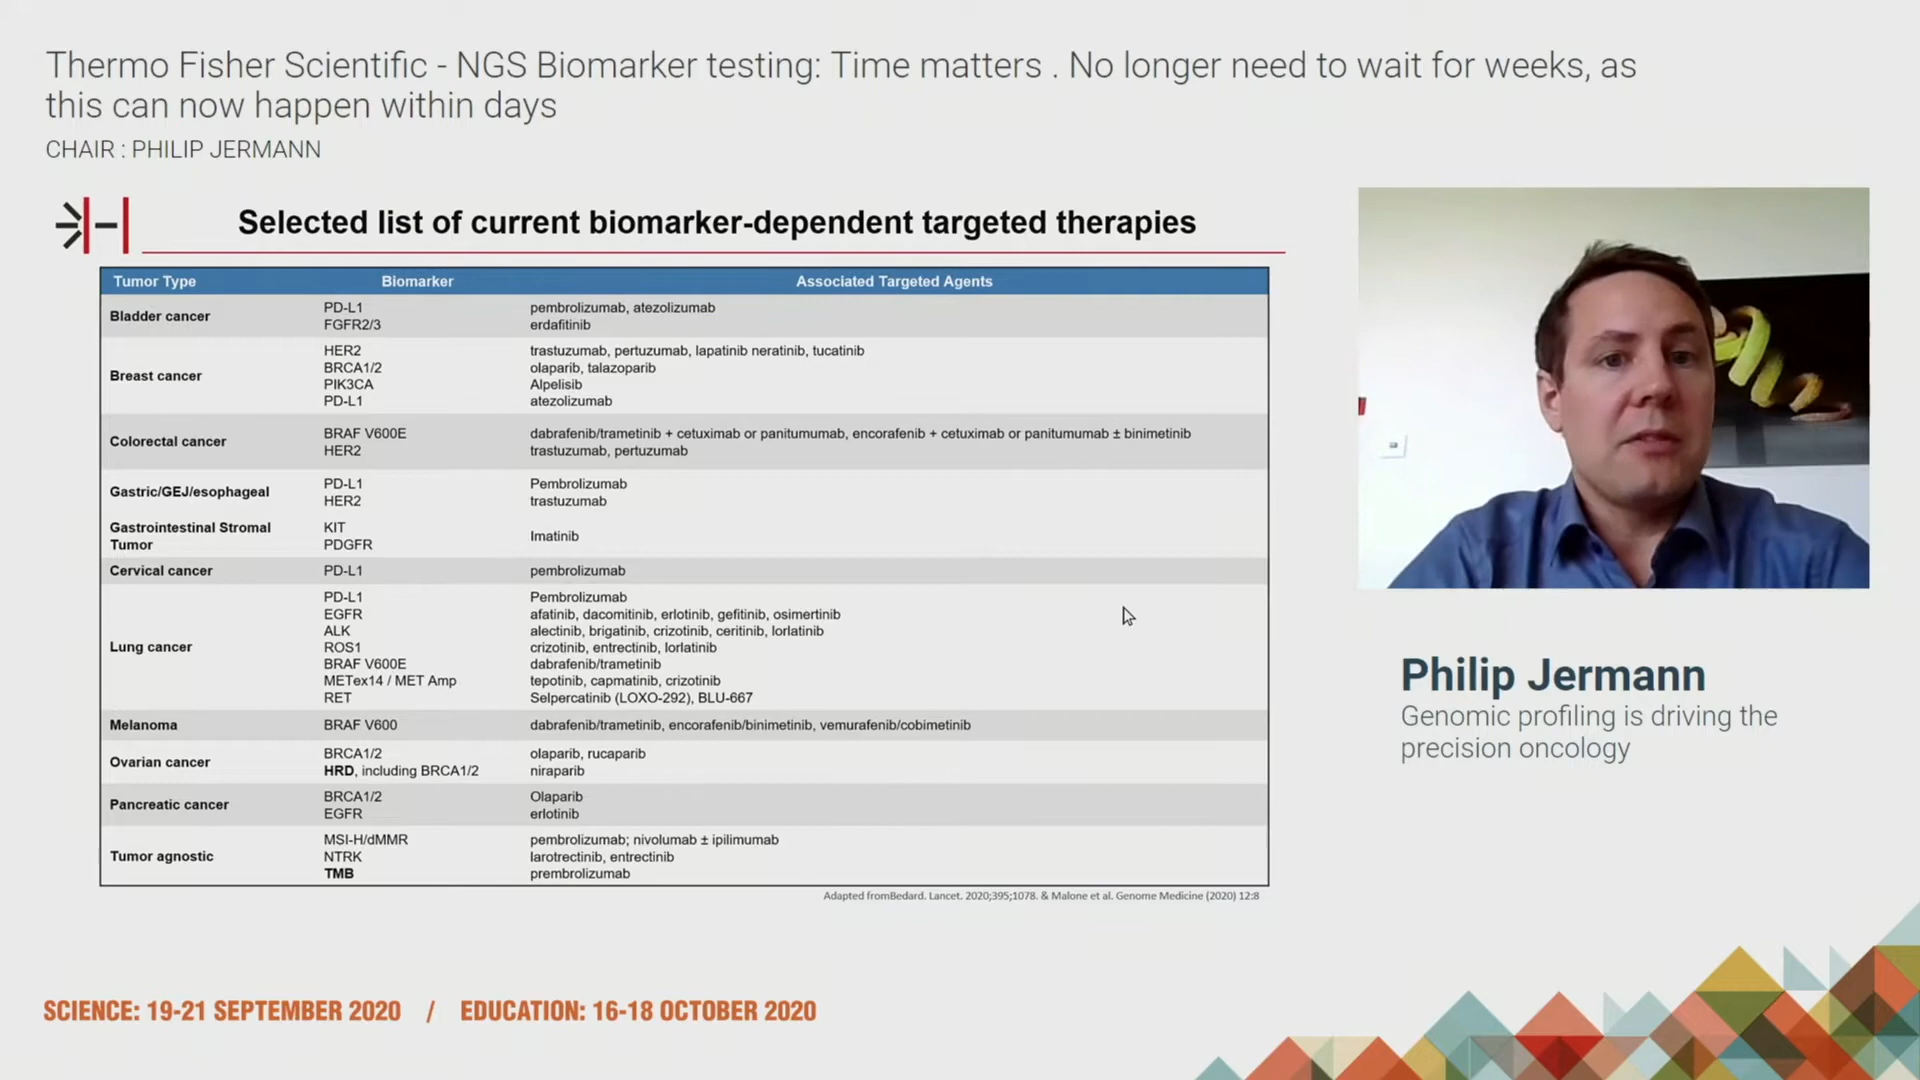 Thermo Fisher Scientific - NGS Biomarker testing: Time matters . No longer need to wait for weeks, as
this can now happen within days
CHAIR : PHILIP JERMANN
Selected list of current biomarker-dependent targeted therapies
Tumor Type Biomarker Associated Targeted Agents
Bladder cancer
PD-L1 pembrolizumab, atezolizumab
FGFR2/3 erdafitinib
Breast cancer
HER2 trastuzumab, pertuzumab, lapatinib neratinib, tucatinib
BRCA1/2 olaparib, talazoparib
PIK3CA Alpelisib
PD-L1 atezolizumab
Colorectal cancer
BRAF V600E dabrafenib/trametinib + cetuximab or panitumumab, encorafenib + cetuximab or panitumumab ± binimetinib
HER2 trastuzumab, pertuzumab
Gastric/GEJ/esophageal
PD-L1 Pembrolizumab
HER2 trastuzumab
Gastrointestinal Stromal
Tumor
KIT
PDGFR
Imatinib
Cervical cancer PD-L1 pembrolizumab
Lung cancer
PD-L1 Pembrolizumab
EGFR afatinib, dacomitinib, erlotinib, gefitinib, osimertinib
ALK alectinib, brigatinib, crizotinib, ceritinib, lorlatinib
ROS1 crizotinib, entrectinib, lorlatinib
BRAF V600E dabrafenib/trametinib
METex14 / MET Amp tepotinib, capmatinib, crizotinib
RET Selpercatinib (LOXO-292), BLU-667
Melanoma BRAF V600 dabrafenib/trametinib, encorafenib/binimetinib, vemurafenib/cobimetinib
Ovarian cancer
BRCA1/2 olaparib, rucaparib
HRD, including BRCA1/2 niraparib
Pancreatic cancer
BRCA1/2 Olaparib
EGFR erlotinib
Tumor agnostic
MSI-H/dMMR pembrolizumab; nivolumab ± ipilimumab
NTRK larotrectinib, entrectinib
TMB prembrolizumab
Adapted fromBedard. Lancet. 2020;395;1078. & Malone et al. Genome Medicine (2020) 12:8
Philip Jermann
Genomic profiling is driving the
precision oncology
SCIENCE: 19-21 SEPTEMBER 2020 / EDUCATION: 16-18 OCTOBER 2020